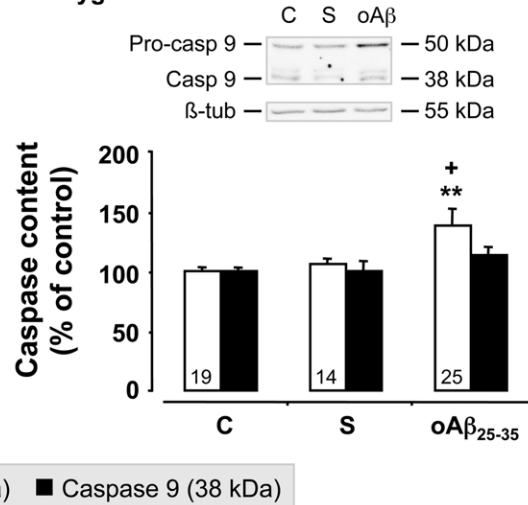 C S oAβ
Pro-casp 9 50 kDa
Casp 9 38 kDa
ß-tub 55 kDa
Caspase content
(% of control)
200
150
100
50
0
+
**
19 14 25
C S oAβ25-35
Caspase 9 (38 kDa)